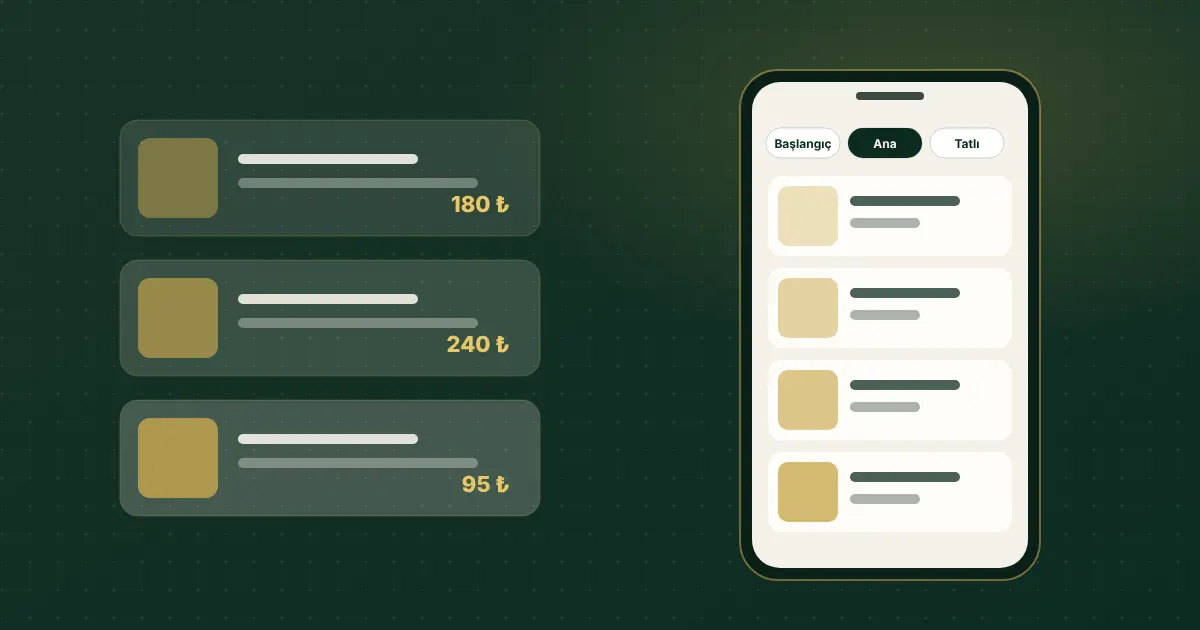 180 ₺
240 ₺
95 ₺
Başlangıç
Ana
Tatlı